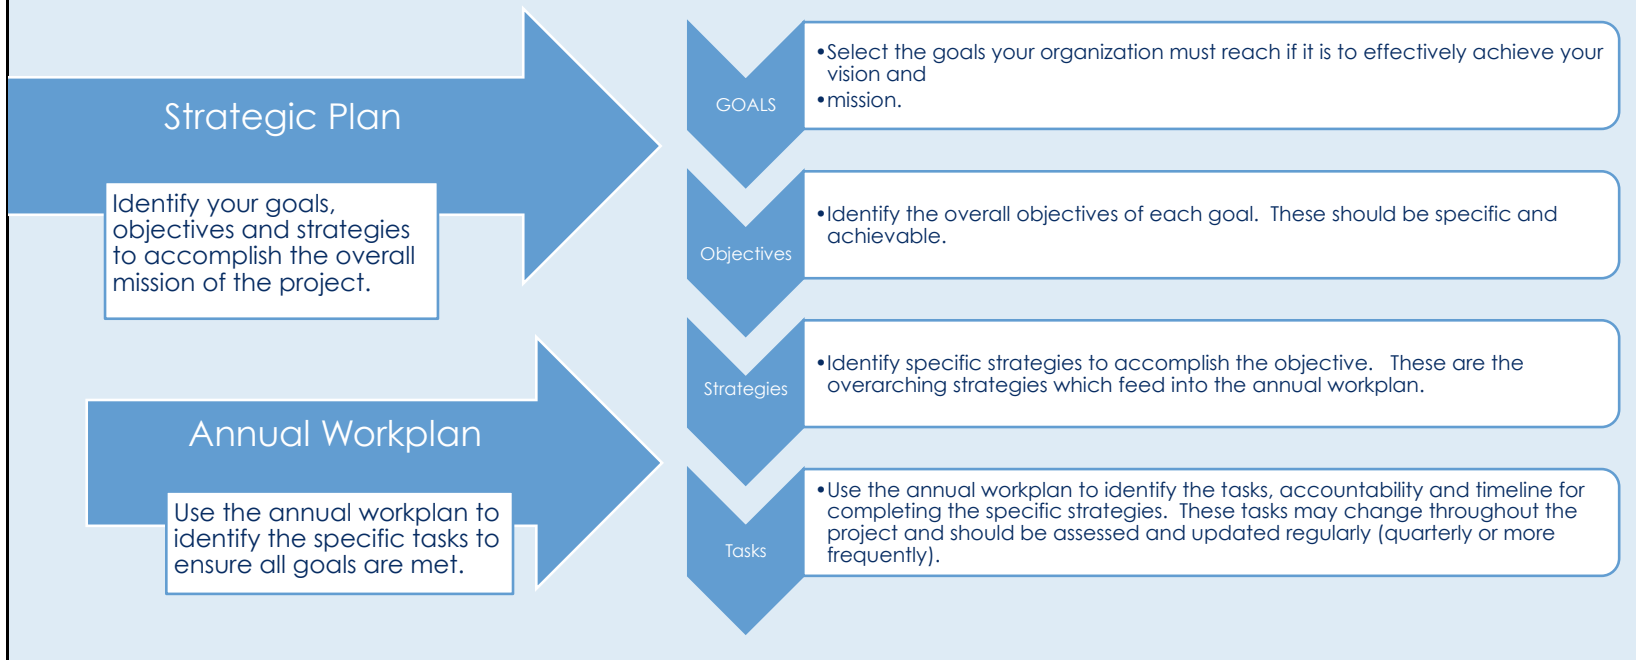 Strategic Plan
Identify your goals,
objectives and strategies
to accomplish the overall
mission of the project.
Annual Workplan
Use the annual workplan to
identify the specific tasks to
ensure all goals are met.
GOALS
•Select the goals your organization must reach if it is to effectively achieve your
vision and
•mission.
Objectives
•Identify the overall objectives of each goal.  These should be specific and
achievable.
Strategies
•Identify specific strategies to accomplish the objective.   These are the
overarching strategies which feed into the annual workplan.
Tasks
•Use the annual workplan to identify the tasks, accountability and timeline for
completing the specific strategies.  These tasks may change throughout the
project and should be assessed and updated regularly (quarterly or more
frequently).